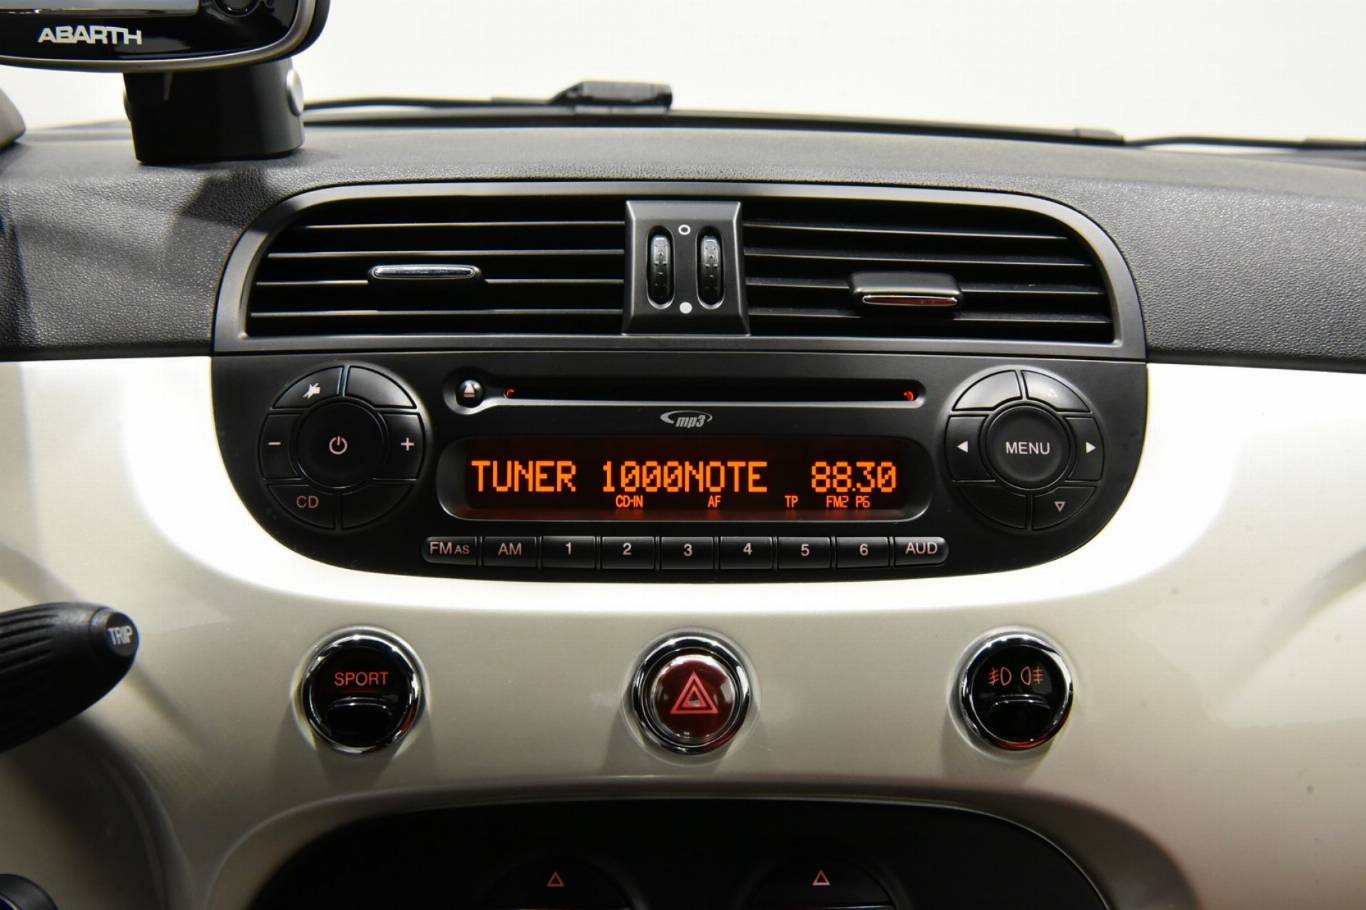 ABARTH
mp3
TUNER 1000NOTE 88.30
CD-IN AF TP FM2 P6
CD
MENU
FM AS AM 1 2 3 4 5 6 AUD
TRIP
SPORT